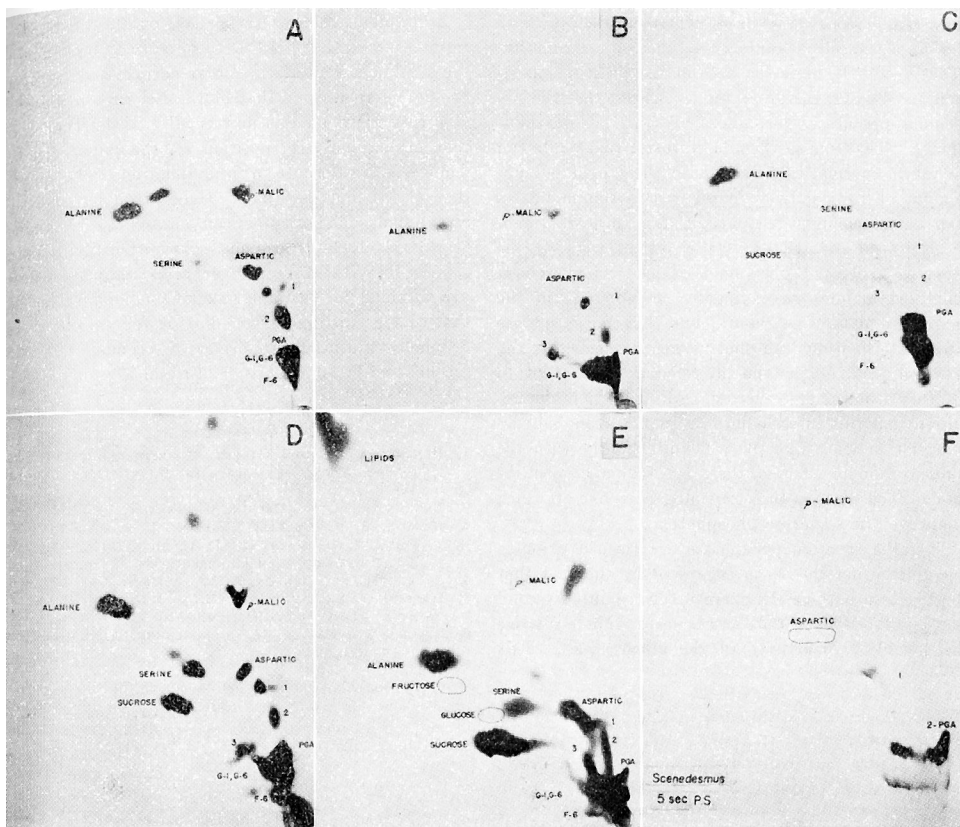 A
MALIC
ALANINE
SERINE
ASPARTIC
1
2
PGA
G-1, G-6
F-6
B
MALIC
ALANINE
ASPARTIC
1
2
3
PGA
G-1, G-6
C
ALANINE
SERINE
ASPARTIC
SUCROSE
1
2
3
PGA
G-1, G-6
F-6
D
ALANINE
MALIC
SERINE
ASPARTIC
1
SUCROSE
2
3
PGA
G-1, G-6
F-6
E
LIPIDS
MALIC
ALANINE
FRUCTOSE
SERINE
ASPARTIC
GLUCOSE
1
2
SUCROSE
3
PGA
G-1, G-6
F-6
F
MALIC
ASPARTIC
1
2-PGA
Scenedesmus
5 sec P.S.